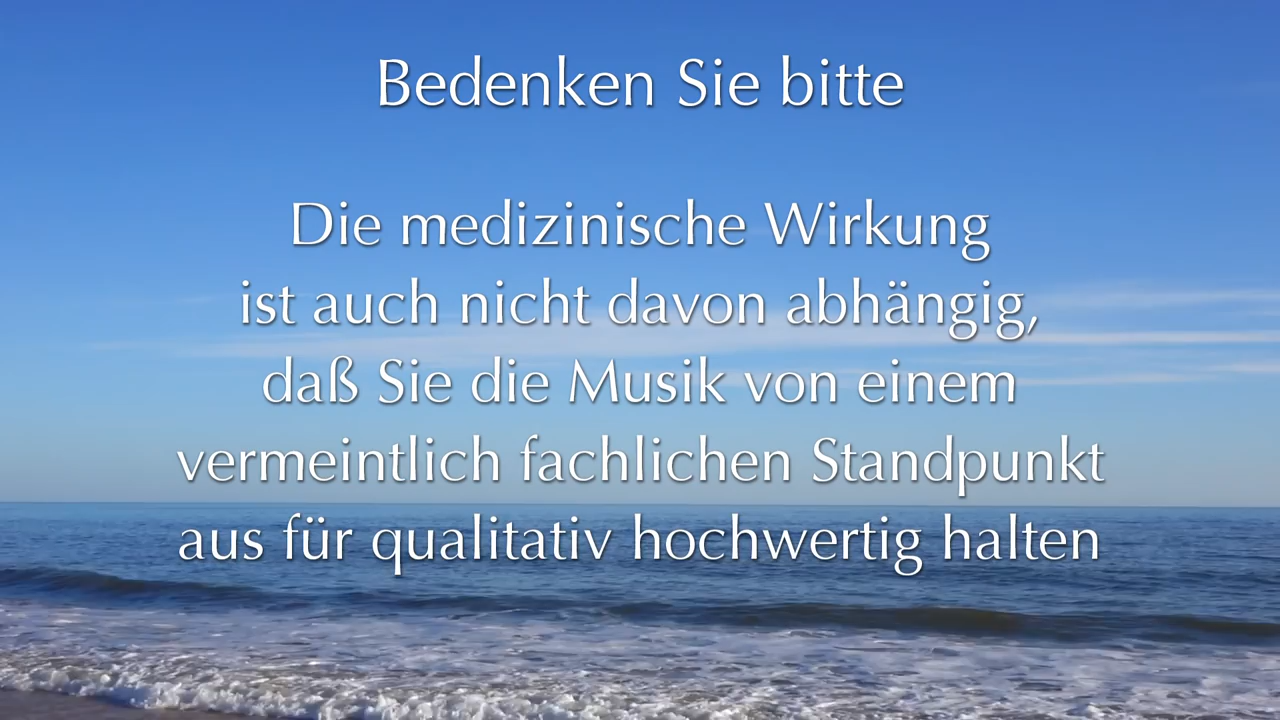 Bedenken Sie bitte
Die medizinische Wirkung
ist auch nicht davon abhängig,
daß Sie die Musik von einem
vermeintlich fachlichen Standpunkt
aus für qualitativ hochwertig halten